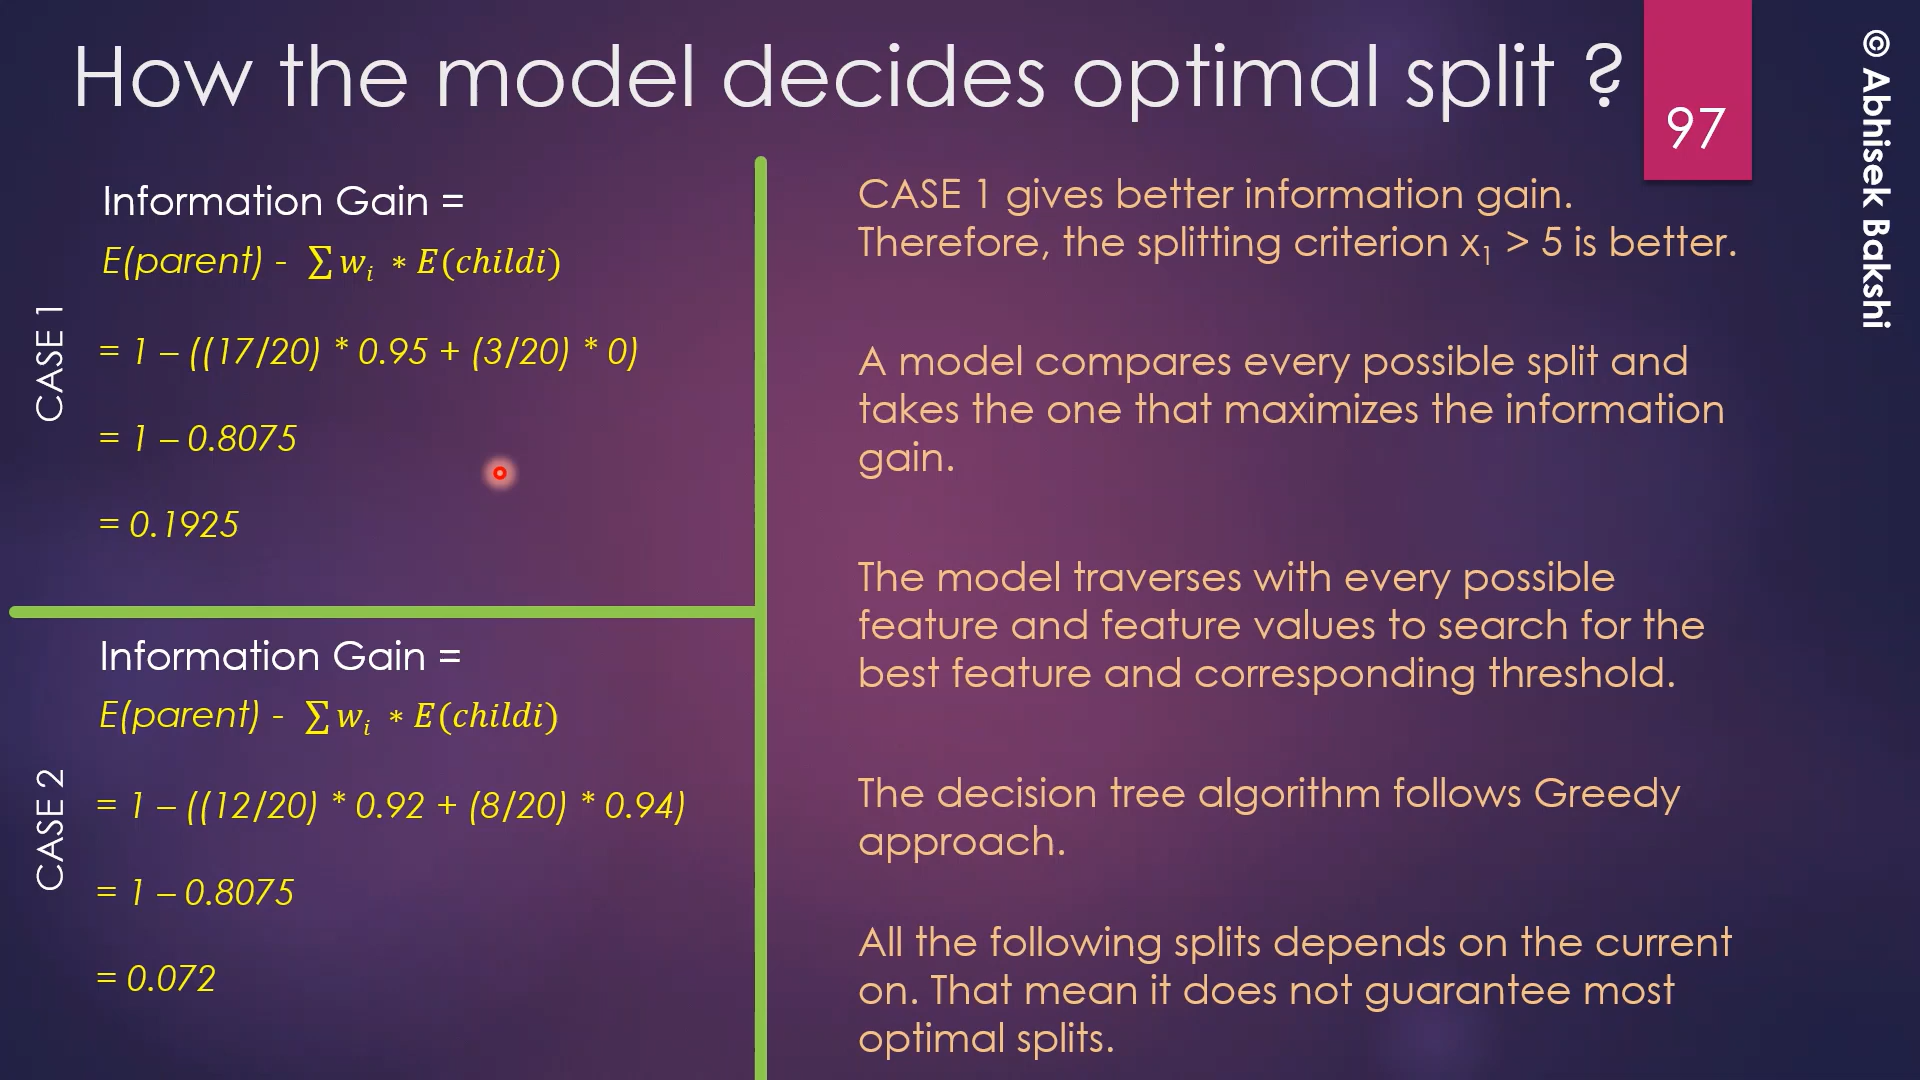 How the model decides optimal split ?
97
© Abhisek Bakshi
CASE 1
Information Gain =
E(parent) - ∑wᵢ * E(childi)
= 1 – ((17/20) * 0.95 + (3/20) * 0)
= 1 – 0.8075
= 0.1925
CASE 2
Information Gain =
E(parent) - ∑wᵢ * E(childi)
= 1 – ((12/20) * 0.92 + (8/20) * 0.94)
= 1 – 0.8075
= 0.072
CASE 1 gives better information gain.
Therefore, the splitting criterion x₁ > 5 is better.
A model compares every possible split and
takes the one that maximizes the information
gain.
The model traverses with every possible
feature and feature values to search for the
best feature and corresponding threshold.
The decision tree algorithm follows Greedy
approach.
All the following splits depends on the current
on. That mean it does not guarantee most
optimal splits.